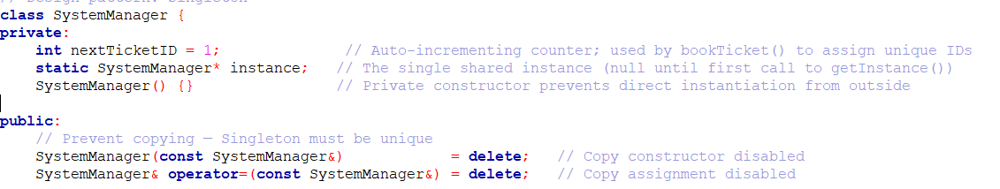 // Design pattern: Singleton
class SystemManager {
private:
    int nextTicketID = 1;              // Auto-incrementing counter; used by bookTicket() to assign unique IDs
    static SystemManager* instance;   // The single shared instance (null until first call to getInstance())
    SystemManager() {}                // Private constructor prevents direct instantiation from outside
public:
    // Prevent copying — Singleton must be unique
    SystemManager(const SystemManager&)            = delete;   // Copy constructor disabled
    SystemManager& operator=(const SystemManager&) = delete;   // Copy assignment disabled